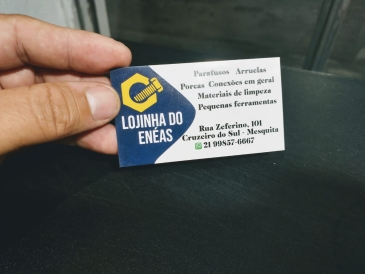 Parafusos Arruelas
Porcas Conexões em geral
Materiais de limpeza
Pequenas ferramentas
LOJINHA DO
ENÉAS
Rua Zeferino, 101
Cruzeiro do Sul - Mesquita
21 99857-6667